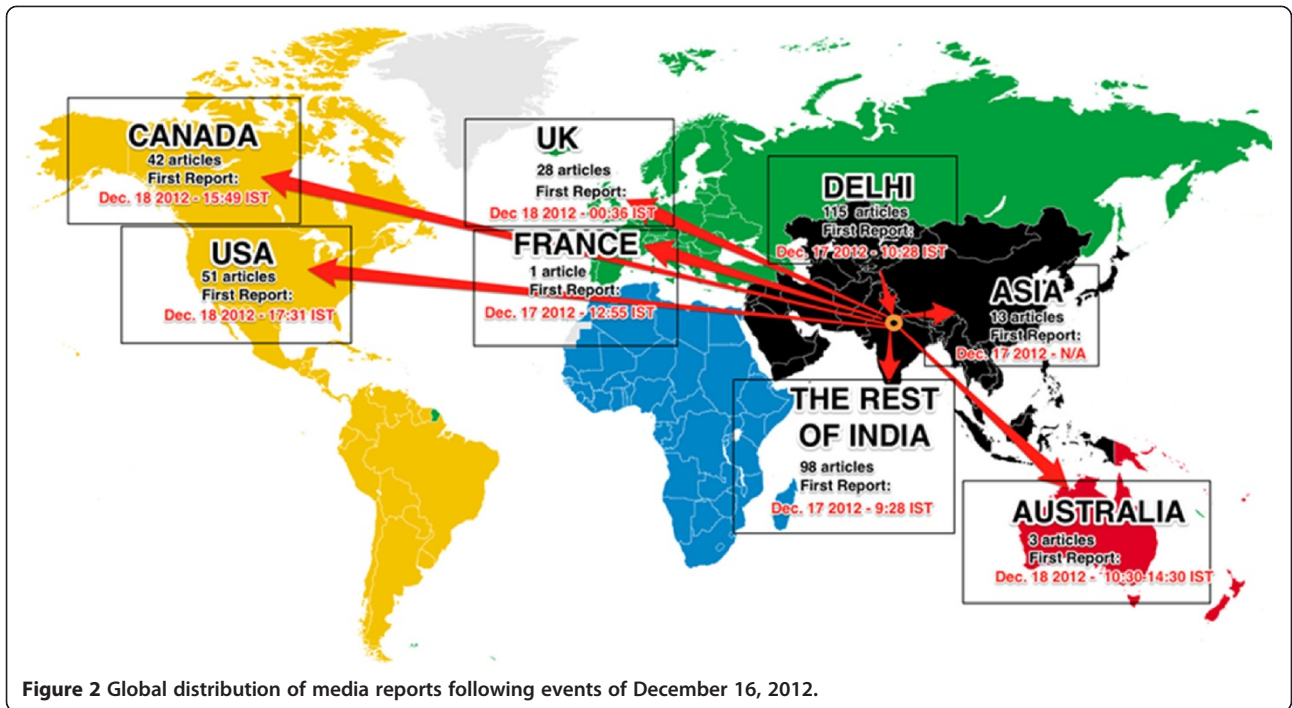 CANADA
42 articles
First Report:
Dec. 18 2012 - 15:49 IST
USA
51 articles
First Report:
Dec. 18 2012 - 17:31 IST
UK
28 articles
First Report:
Dec 18 2012 - 00:36 IST
FRANCE
1 article
First Report:
Dec. 17 2012 - 12:55 IST
DELHI
115 articles
First Report:
Dec. 17 2012 - 10:28 IST
ASIA
13 articles
First Report:
Dec. 17 2012 - N/A
THE REST
OF INDIA
98 articles
First Report:
Dec. 17 2012 - 9:28 IST
AUSTRALIA
3 articles
First Report:
Dec. 18 2012 - 10:30-14:30 IST
Figure 2 Global distribution of media reports following events of December 16, 2012.